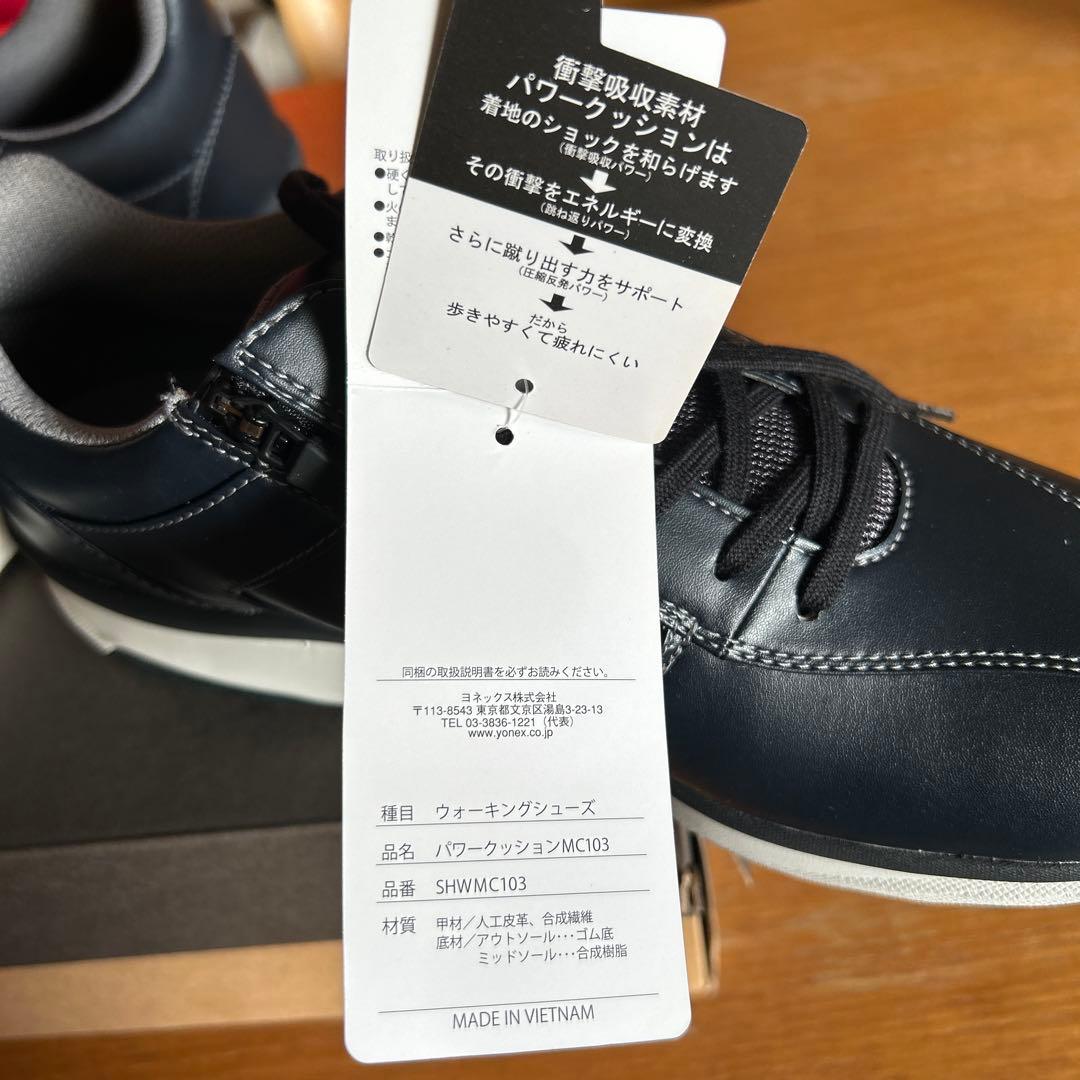 衝撃吸収素材
パワークッションは
着地のショックを和らげます
（衝撃吸収パワー）
その衝撃をエネルギーに変換
（跳ね返りパワー）
さらに蹴り出す力をサポート
（圧縮反発パワー）
だから
歩きやすくて疲れにくい
取り扱
●硬く
して
●火
ま
●乾
●
同梱の取扱説明書を必ずお読みください。
ヨネックス株式会社
〒113-8543 東京都文京区湯島3-23-13
TEL 03-3836-1221（代表）
www.yonex.co.jp
種目 ウォーキングシューズ
品名 パワークッションMC103
品番 SHWMC103
材質 甲材／人工皮革、合成繊維
底材／アウトソール･･･ゴム底
ミッドソール･･･合成樹脂
MADE IN VIETNAM